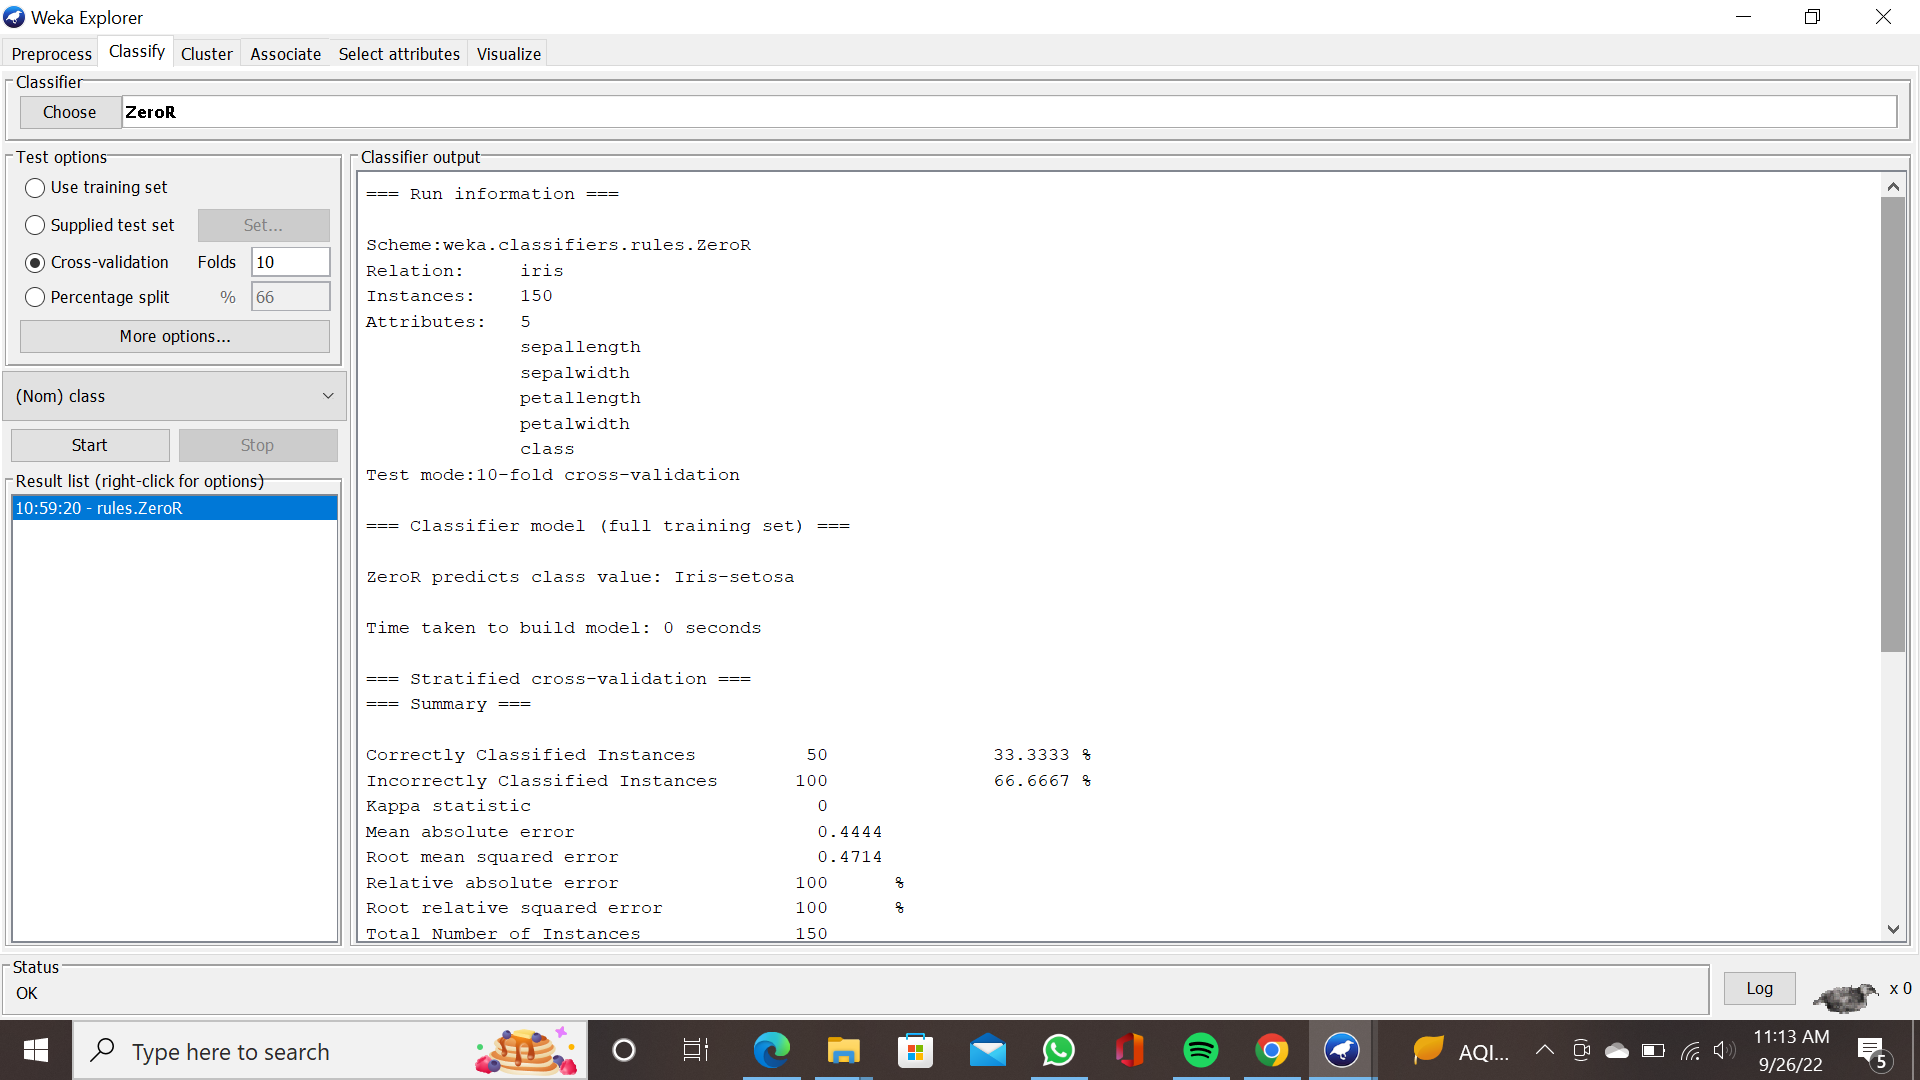 Weka Explorer
Preprocess Classify Cluster Associate Select attributes Visualize
Classifier
Choose ZeroR
Test options
Use training set
Supplied test set Set...
Cross-validation Folds 10
Percentage split % 66
More options...
(Nom) class
Start Stop
Result list (right-click for options)
10:59:20 - rules.ZeroR
Classifier output
=== Run information ===
Scheme:weka.classifiers.rules.ZeroR
Relation: iris
Instances: 150
Attributes: 5
sepallength
sepalwidth
petallength
petalwidth
class
Test mode:10-fold cross-validation
=== Classifier model (full training set) ===
ZeroR predicts class value: Iris-setosa
Time taken to build model: 0 seconds
=== Stratified cross-validation ===
=== Summary ===
Correctly Classified Instances 50 33.3333 %
Incorrectly Classified Instances 100 66.6667 %
Kappa statistic 0
Mean absolute error 0.4444
Root mean squared error 0.4714
Relative absolute error 100 %
Root relative squared error 100 %
Total Number of Instances 150
Status
OK
Log x 0
Type here to search
AQI...
11:13 AM
9/26/22
5